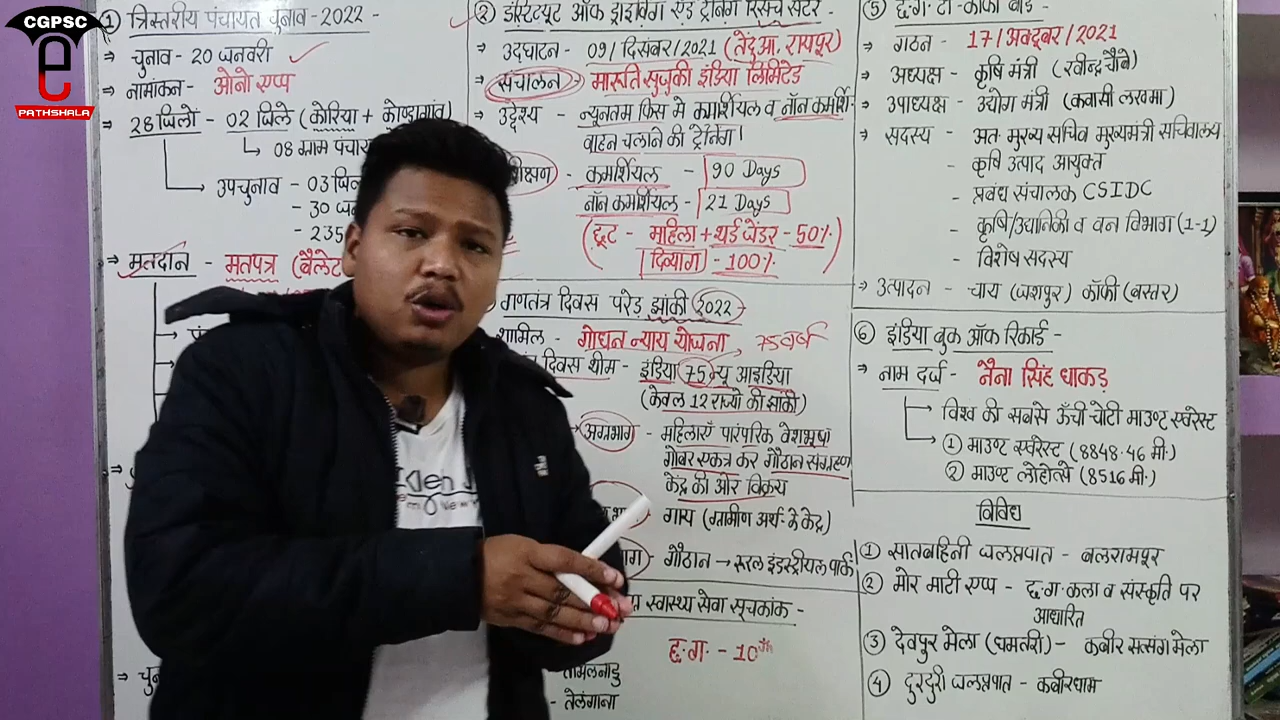 CGPSC
e
PATHSHALA
① त्रिस्तरीय पंचायत चुनाव-2022
⇒ चुनाव - 20 जनवरी
⇒ नामांकन - ओनो एप्प
⇒ 28 जिलों - 02 जिले (कोरिया + कोण्डागांव)
08 ग्राम पंचाय
उपचुनाव - 03 जिल
- 30 जन
- 235
⇒ मतदान - मतपत्र (बैलेट
② इंस्टिट्यूट ऑफ ड्राइविंग एंड ट्रेनिंग रिसर्च सेंटर -
⇒ उदघाटन - 09/दिसंबर/2021 (तेंदुआ, रायपुर)
⇒ संचालन - मारुति सुजुकी इंडिया लिमिटेड
⇒ उद्देश्य - न्यूनतम फिस मे कमर्शियल व नॉन कमर्शि-
वाहन चलाने की ट्रेनिंग।
क्षण - कमर्शियल - 90 Days
नॉन कमर्शियल - 21 Days
(छूट - महिला + थर्ड जेंडर - 50%
दिव्यांग - 100%)
गणतंत्र दिवस परेड झांकी 2022
शामिल - गोधन न्याय योजना 75 वर्ष
दिवस थीम - इंडिया 75 न्यू आइडिया
(केवल 12 राज्यो की झांकी)
अग्रभाग - महिलाएँ पारंपरिक वेशभूषा
गोबर एकत्र कर गौठान संग्रहण
केंद्र की ओर विक्रय
गाय (ग्रामीण अर्थ- के केंद्र)
भाग - गौठान → रूरल इंडस्ट्रीयल पार्क
स्वास्थ्य सेवा सूचकांक -
छ.ग. - 10th
- तामिलनाडु
- तेलंगाना
⑤ छ.ग. टी-कॉफी बोर्ड -
⇒ गठन - 17/अक्टूबर/2021
⇒ अध्यक्ष - कृषि मंत्री (रवीन्द्र चौबे)
⇒ उपाध्यक्ष - उद्योग मंत्री (कवासी लखमा)
⇒ सदस्य - अति. मुख्य सचिव मुख्यमंत्री सचिवालय
- कृषि उत्पाद आयुक्त
- प्रबंध संचालक CSIDC
- कृषि/उद्यानिकी व वन विभाग (1-1)
- विशेष सदस्य
⇒ उत्पादन - चाय (जशपुर) कॉफी (बस्तर)
⑥ इंडिया बुक ऑफ रिकॉर्ड -
⇒ नाम दर्ज - नैना सिंह धाकड़
विश्व की सबसे ऊँची चोटी माउण्ट एवरेस्ट
① माउण्ट एवरेस्ट (8848.46 मी.)
② माउण्ट लोहोत्से (8516 मी.)
विविध
① सातबहिनी जलप्रपात - बलरामपुर
② मोर माटी एप्प - छ.ग. कला व संस्कृति पर
आधारित
③ देवपुर मेला (धमतरी) - कबीर सत्संग मेला
④ दुरदुरी जलप्रपात - कबीरधाम